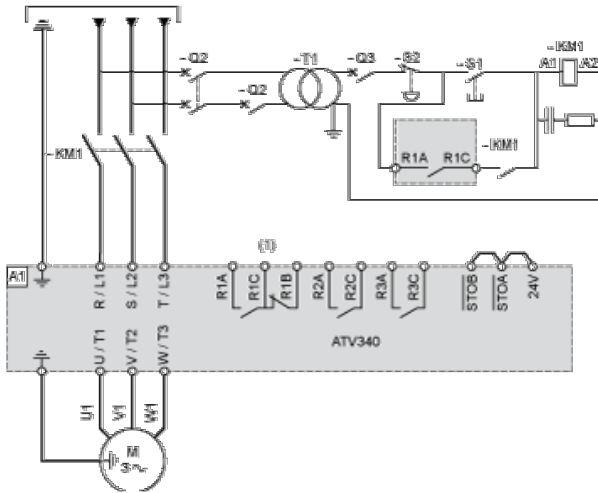 -Q2
-T1
-Q3
-S2
-S1
-KM1
A1
A2
-Q2
R1A
R1C
-KM1
-KM1
(1)
A1
R / L1
S / L2
T / L3
R1A
R1C
R1B
R2A
R2C
R3A
R3C
STOB
STOA
24V
ATV340
U / T1
V / T2
W / T3
U1
V1
W1
M
3~